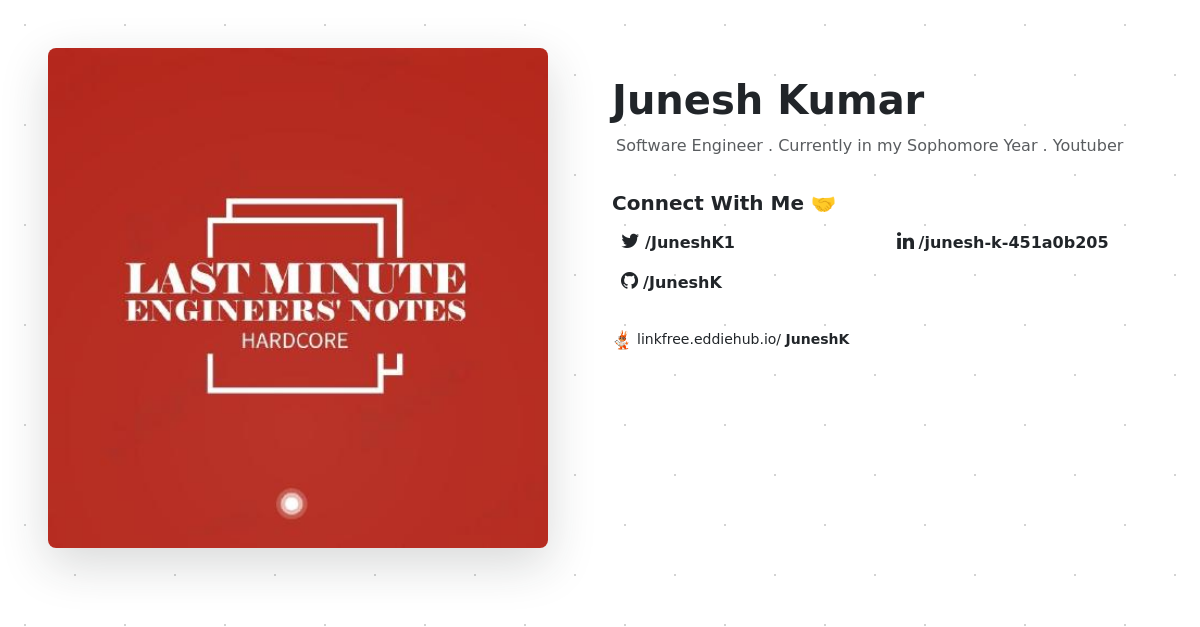 LAST MINUTE
ENGINEERS' NOTES
HARDCORE
Junesh Kumar
Software Engineer . Currently in my Sophomore Year . Youtuber
Connect With Me 🤝
/JuneshK1
/junesh-k-451a0b205
/JuneshK
linkfree.eddiehub.io/ JuneshK